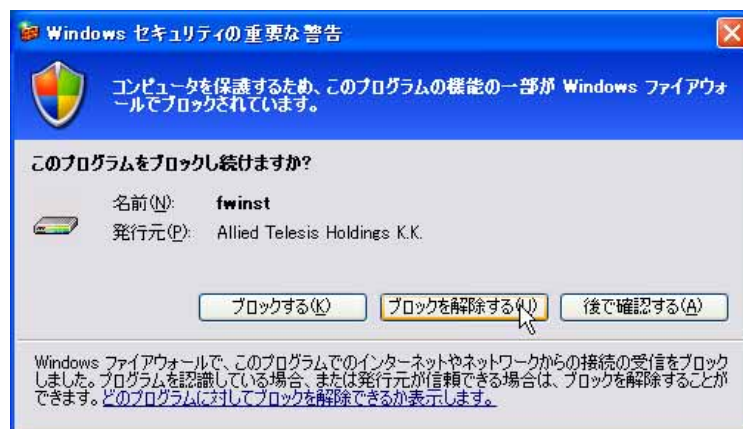 Windows セキュリティの重要な警告
コンピュータを保護するため、このプログラムの機能の一部が Windows ファイアウォ
ールでブロックされています。
このプログラムをブロックし続けますか?
名前(N): fwinst
発行元(P): Allied Telesis Holdings K.K.
ブロックする(K) ブロックを解除する(U) 後で確認する(A)
Windows ファイアウォールで、このプログラムでのインターネットやネットワークからの接続の受信をブロック
しました。プログラムを認識している場合、または発行元が信頼できる場合は、ブロックを解除することが
できます。どのプログラムに対してブロックを解除できるか表示します。